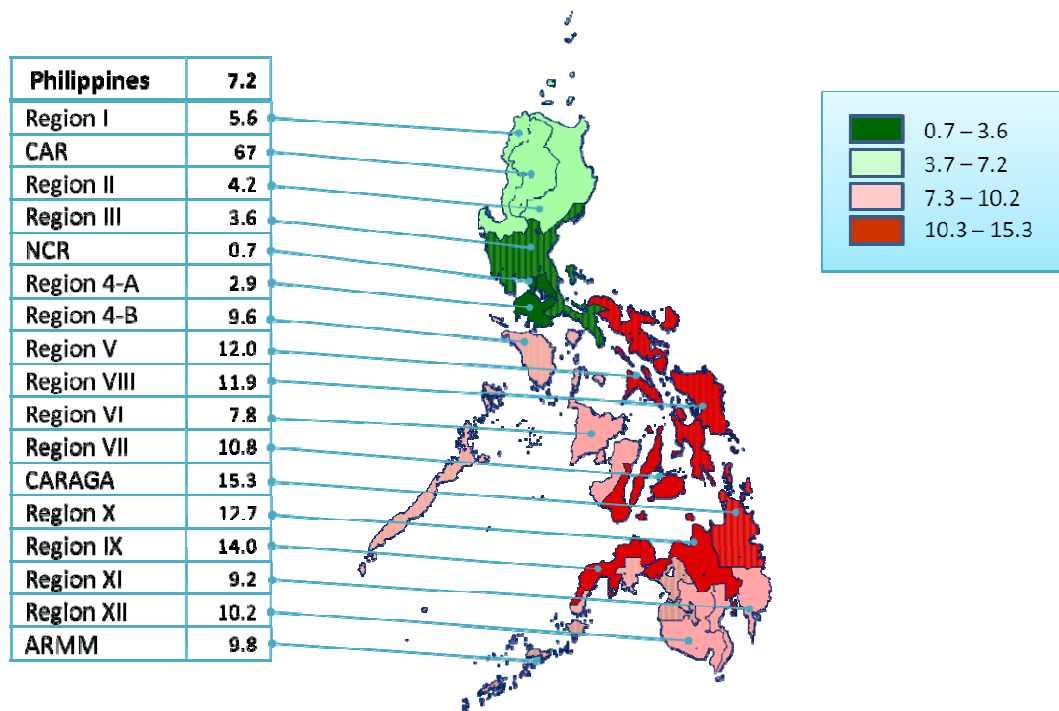 Philippines 7.2
Region I 5.6
CAR 67
Region II 4.2
Region III 3.6
NCR 0.7
Region 4-A 2.9
Region 4-B 9.6
Region V 12.0
Region VIII 11.9
Region VI 7.8
Region VII 10.8
CARAGA 15.3
Region X 12.7
Region IX 14.0
Region XI 9.2
Region XII 10.2
ARMM 9.8
0.7 – 3.6
3.7 – 7.2
7.3 – 10.2
10.3 – 15.3